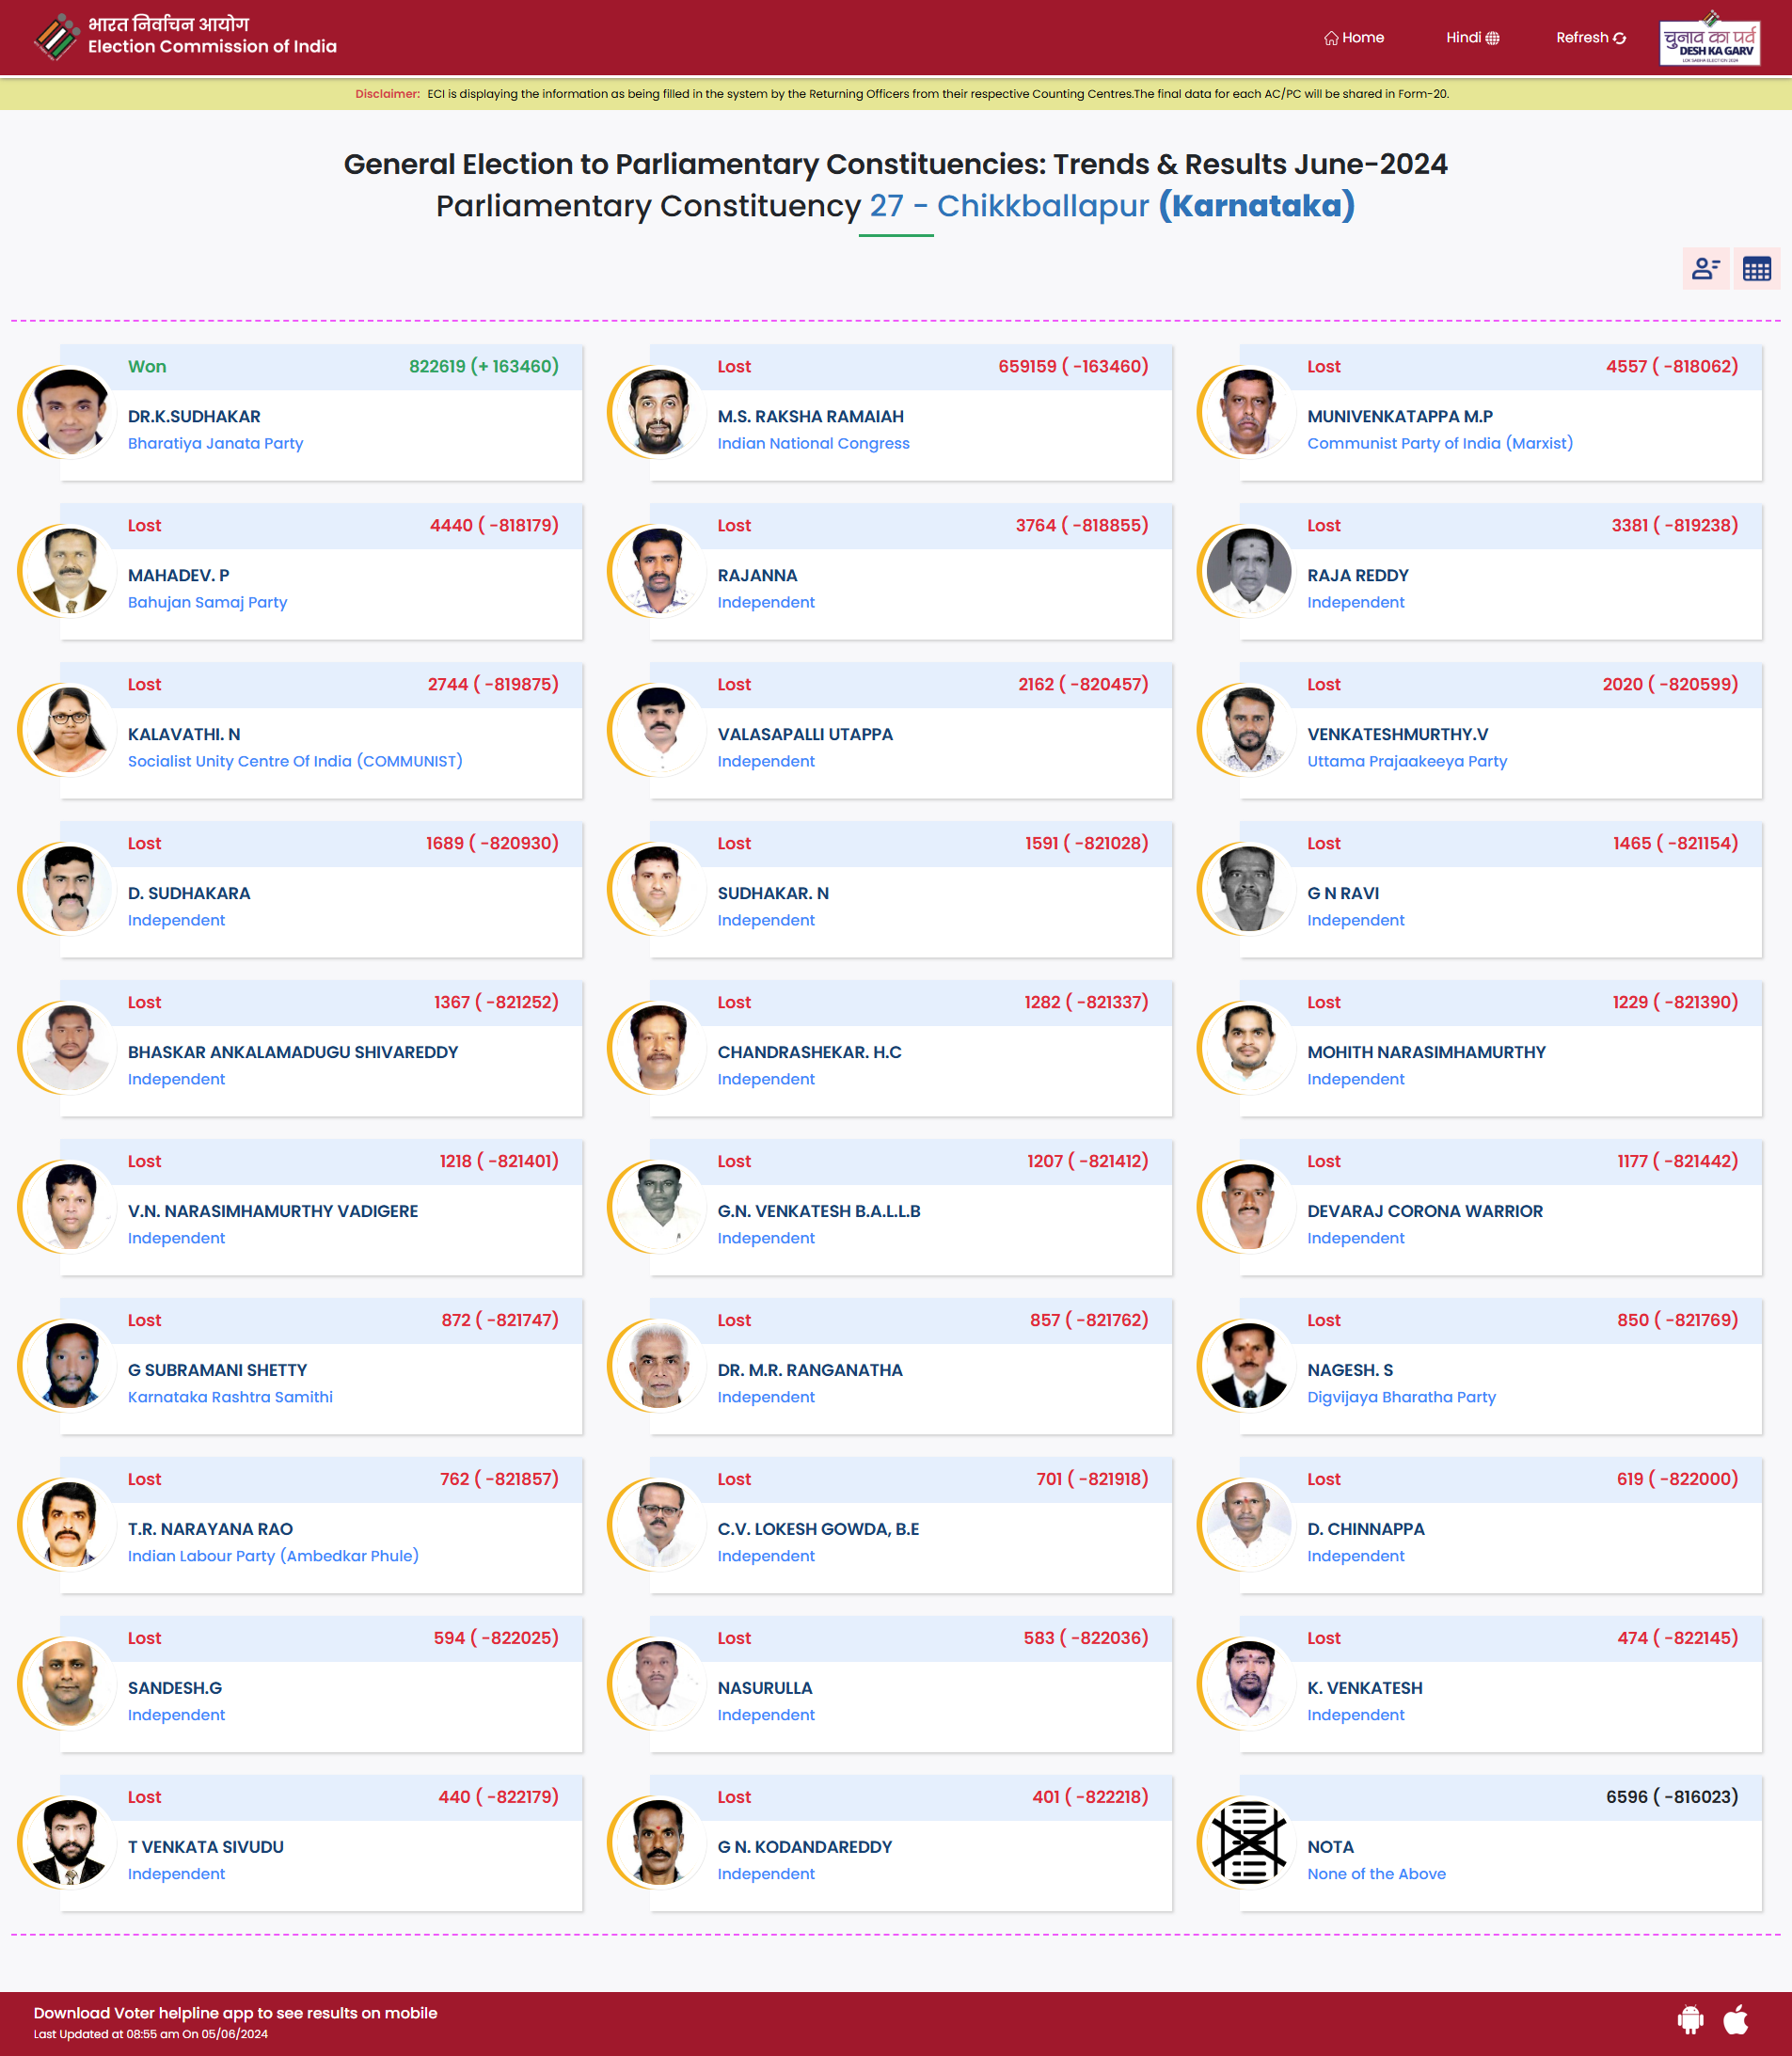 भारत निर्वाचन आयोग
Election Commission of India
Home
Hindi
Refresh
चुनाव का पर्व
DESH KA GARV
LOK SABHA ELECTION 2024
Disclaimer: ECI is displaying the information as being filled in the system by the Returning Officers from their respective Counting Centres.The final data for each AC/PC will be shared in Form-20.
General Election to Parliamentary Constituencies: Trends & Results June-2024
Parliamentary Constituency 27 - Chikkballapur (Karnataka)
Won 822619 (+ 163460)
DR.K.SUDHAKAR
Bharatiya Janata Party
Lost 659159 ( -163460)
M.S. RAKSHA RAMAIAH
Indian National Congress
Lost 4557 ( -818062)
MUNIVENKATAPPA M.P
Communist Party of India (Marxist)
Lost 4440 ( -818179)
MAHADEV. P
Bahujan Samaj Party
Lost 3764 ( -818855)
RAJANNA
Independent
Lost 3381 ( -819238)
RAJA REDDY
Independent
Lost 2744 ( -819875)
KALAVATHI. N
Socialist Unity Centre Of India (COMMUNIST)
Lost 2162 ( -820457)
VALASAPALLI UTAPPA
Independent
Lost 2020 ( -820599)
VENKATESHMURTHY.V
Uttama Prajaakeeya Party
Lost 1689 ( -820930)
D. SUDHAKARA
Independent
Lost 1591 ( -821028)
SUDHAKAR. N
Independent
Lost 1465 ( -821154)
G N RAVI
Independent
Lost 1367 ( -821252)
BHASKAR ANKALAMADUGU SHIVAREDDY
Independent
Lost 1282 ( -821337)
CHANDRASHEKAR. H.C
Independent
Lost 1229 ( -821390)
MOHITH NARASIMHAMURTHY
Independent
Lost 1218 ( -821401)
V.N. NARASIMHAMURTHY VADIGERE
Independent
Lost 1207 ( -821412)
G.N. VENKATESH B.A.L.L.B
Independent
Lost 1177 ( -821442)
DEVARAJ CORONA WARRIOR
Independent
Lost 872 ( -821747)
G SUBRAMANI SHETTY
Karnataka Rashtra Samithi
Lost 857 ( -821762)
DR. M.R. RANGANATHA
Independent
Lost 850 ( -821769)
NAGESH. S
Digvijaya Bharatha Party
Lost 762 ( -821857)
T.R. NARAYANA RAO
Indian Labour Party (Ambedkar Phule)
Lost 701 ( -821918)
C.V. LOKESH GOWDA, B.E
Independent
Lost 619 ( -822000)
D. CHINNAPPA
Independent
Lost 594 ( -822025)
SANDESH.G
Independent
Lost 583 ( -822036)
NASURULLA
Independent
Lost 474 ( -822145)
K. VENKATESH
Independent
Lost 440 ( -822179)
T VENKATA SIVUDU
Independent
Lost 401 ( -822218)
G N. KODANDAREDDY
Independent
6596 ( -816023)
NOTA
None of the Above
Download Voter helpline app to see results on mobile
Last Updated at 08:55 am On 05/06/2024